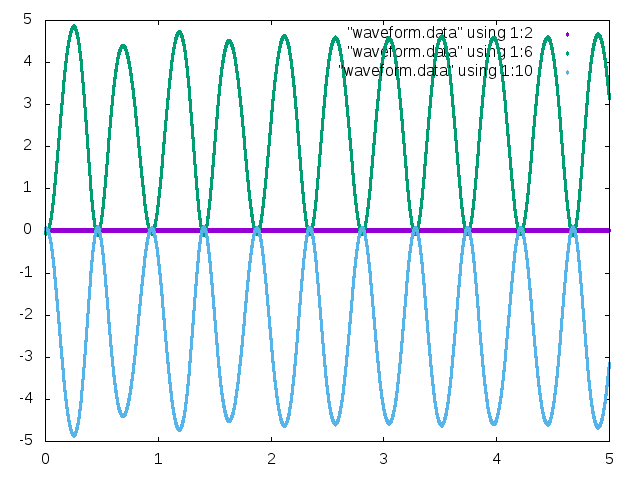 "waveform.data" using 1:2
"waveform.data" using 1:6
"waveform.data" using 1:10
5
4
3
2
1
0
-1
-2
-3
-4
-5
0 1 2 3 4 5